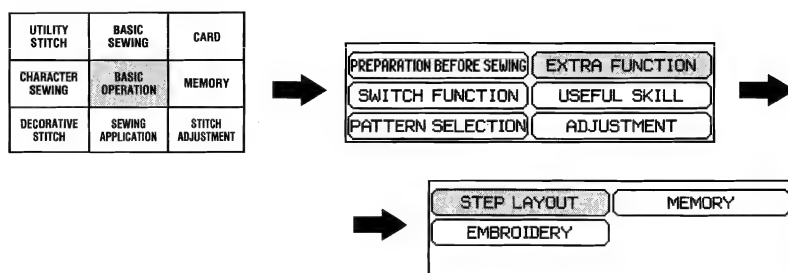 UTILITY
STITCH
BASIC
SEWING
CARD
CHARACTER
SEWING
BASIC
OPERATION
MEMORY
DECORATIVE
STITCH
SEWING
APPLICATION
STITCH
ADJUSTMENT
PREPARATION BEFORE SEWING
EXTRA FUNCTION
SWITCH FUNCTION
USEFUL SKILL
PATTERN SELECTION
ADJUSTMENT
STEP LAYOUT
MEMORY
EMBROIDERY